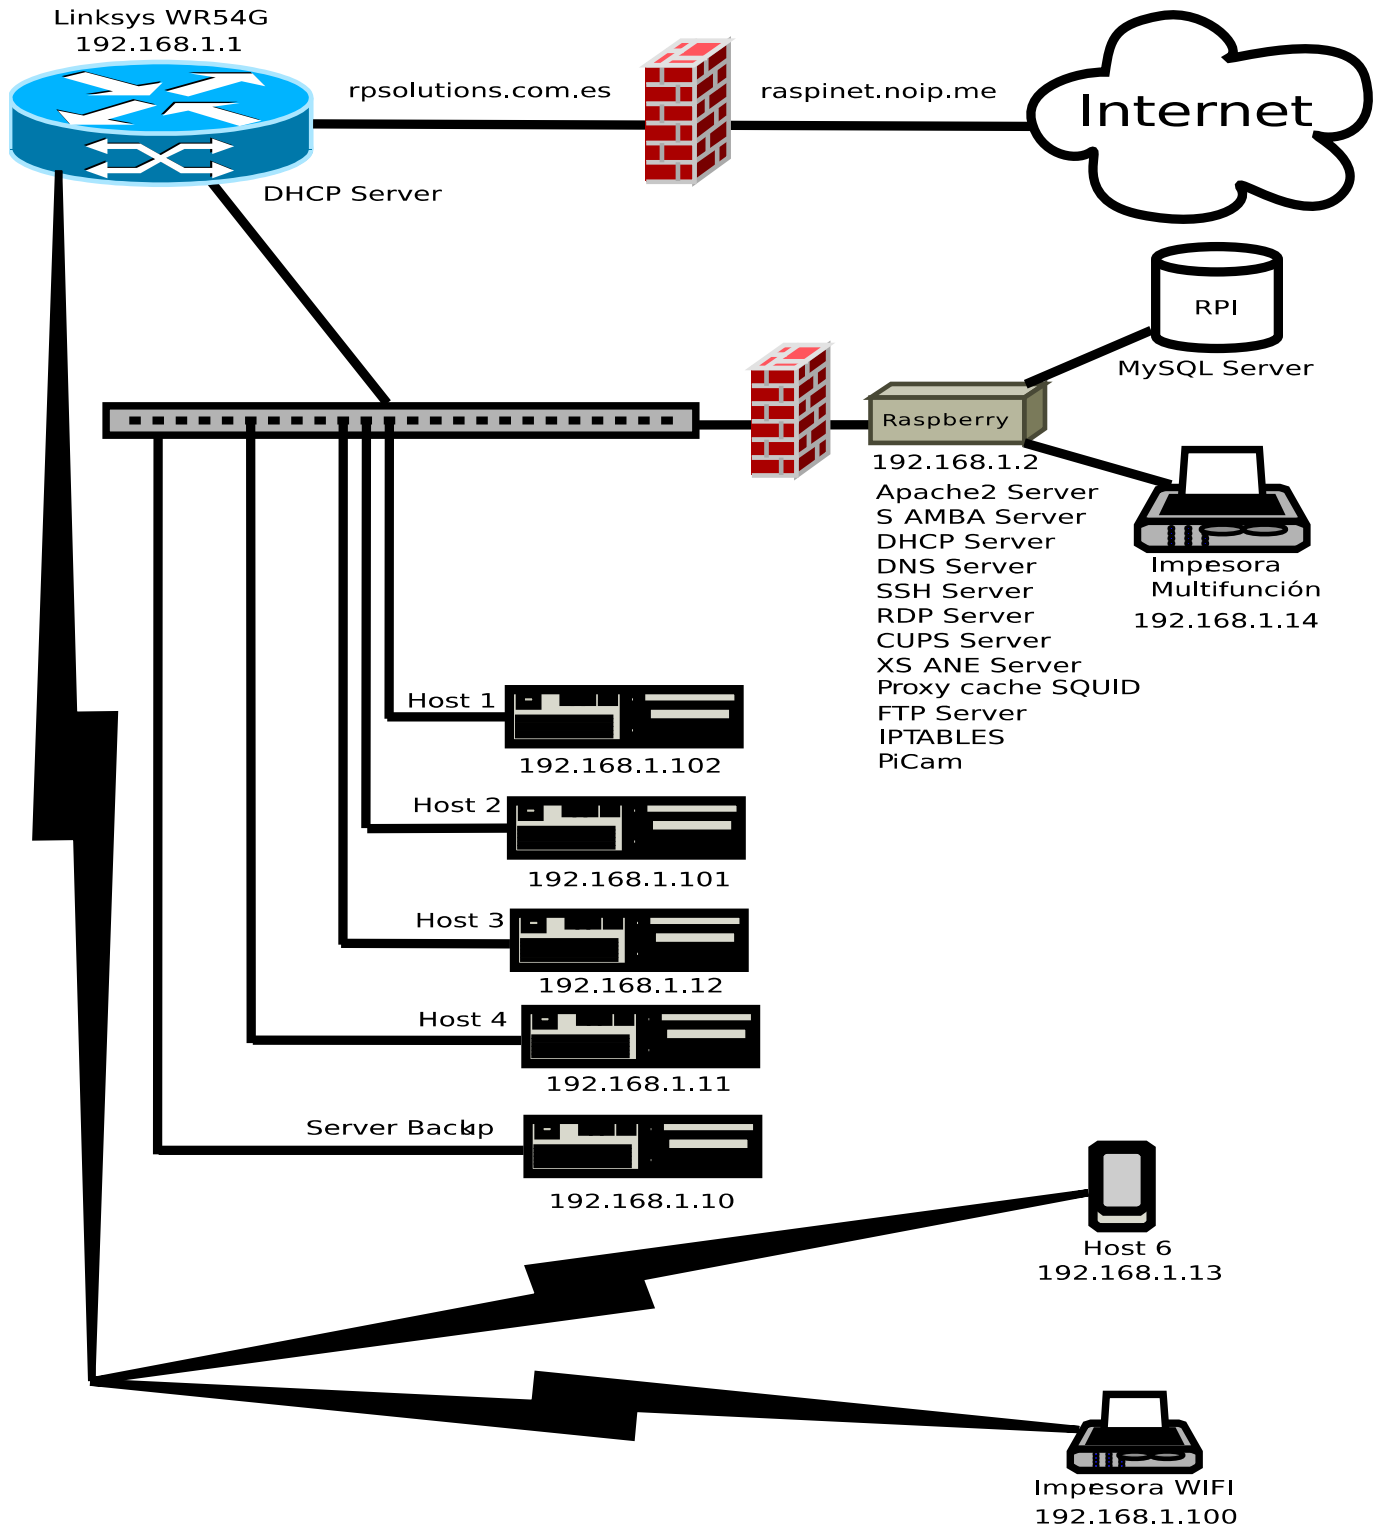 Linksys WR54G
192.168.1.1
rpsolutions.com.es
raspinet.noip.me
Internet
DHCP Server
RPI
MySQL Server
Raspberry
192.168.1.2
Apache2 Server
S AMBA Server
DHCP Server
DNS Server
SSH Server
RDP Server
CUPS Server
XS ANE Server
Proxy cache SQUID
FTP Server
IPTABLES
PiCam
Impresora
Multifunción
192.168.1.14
Host 1
192.168.1.102
Host 2
192.168.1.101
Host 3
192.168.1.12
Host 4
192.168.1.11
Server Backup
192.168.1.10
Host 6
192.168.1.13
Impresora WIFI
192.168.1.100